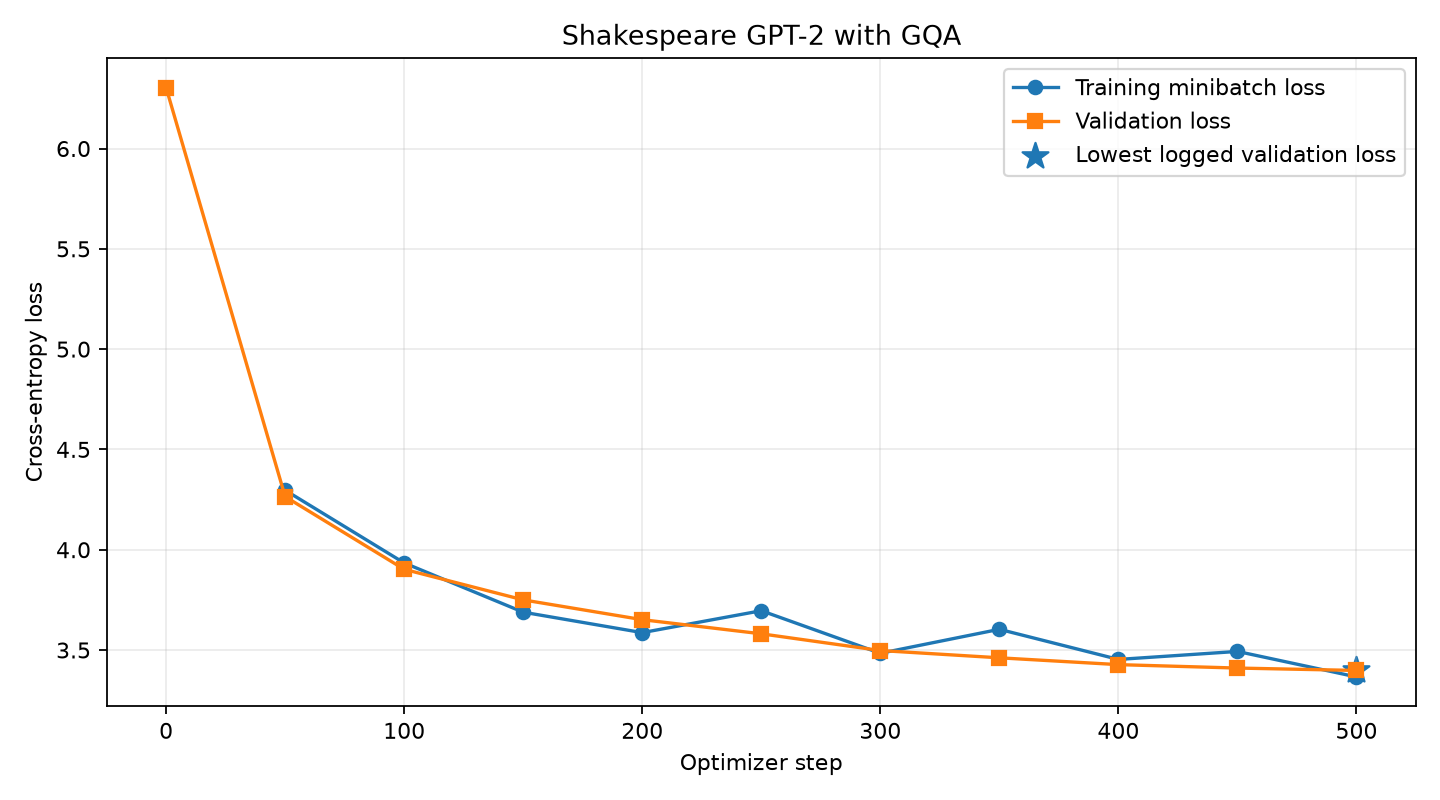 Shakespeare GPT-2 with GQA
Training minibatch loss
Validation loss
Lowest logged validation loss
Cross-entropy loss
6.0
5.5
5.0
4.5
4.0
3.5
0 100 200 300 400 500
Optimizer step